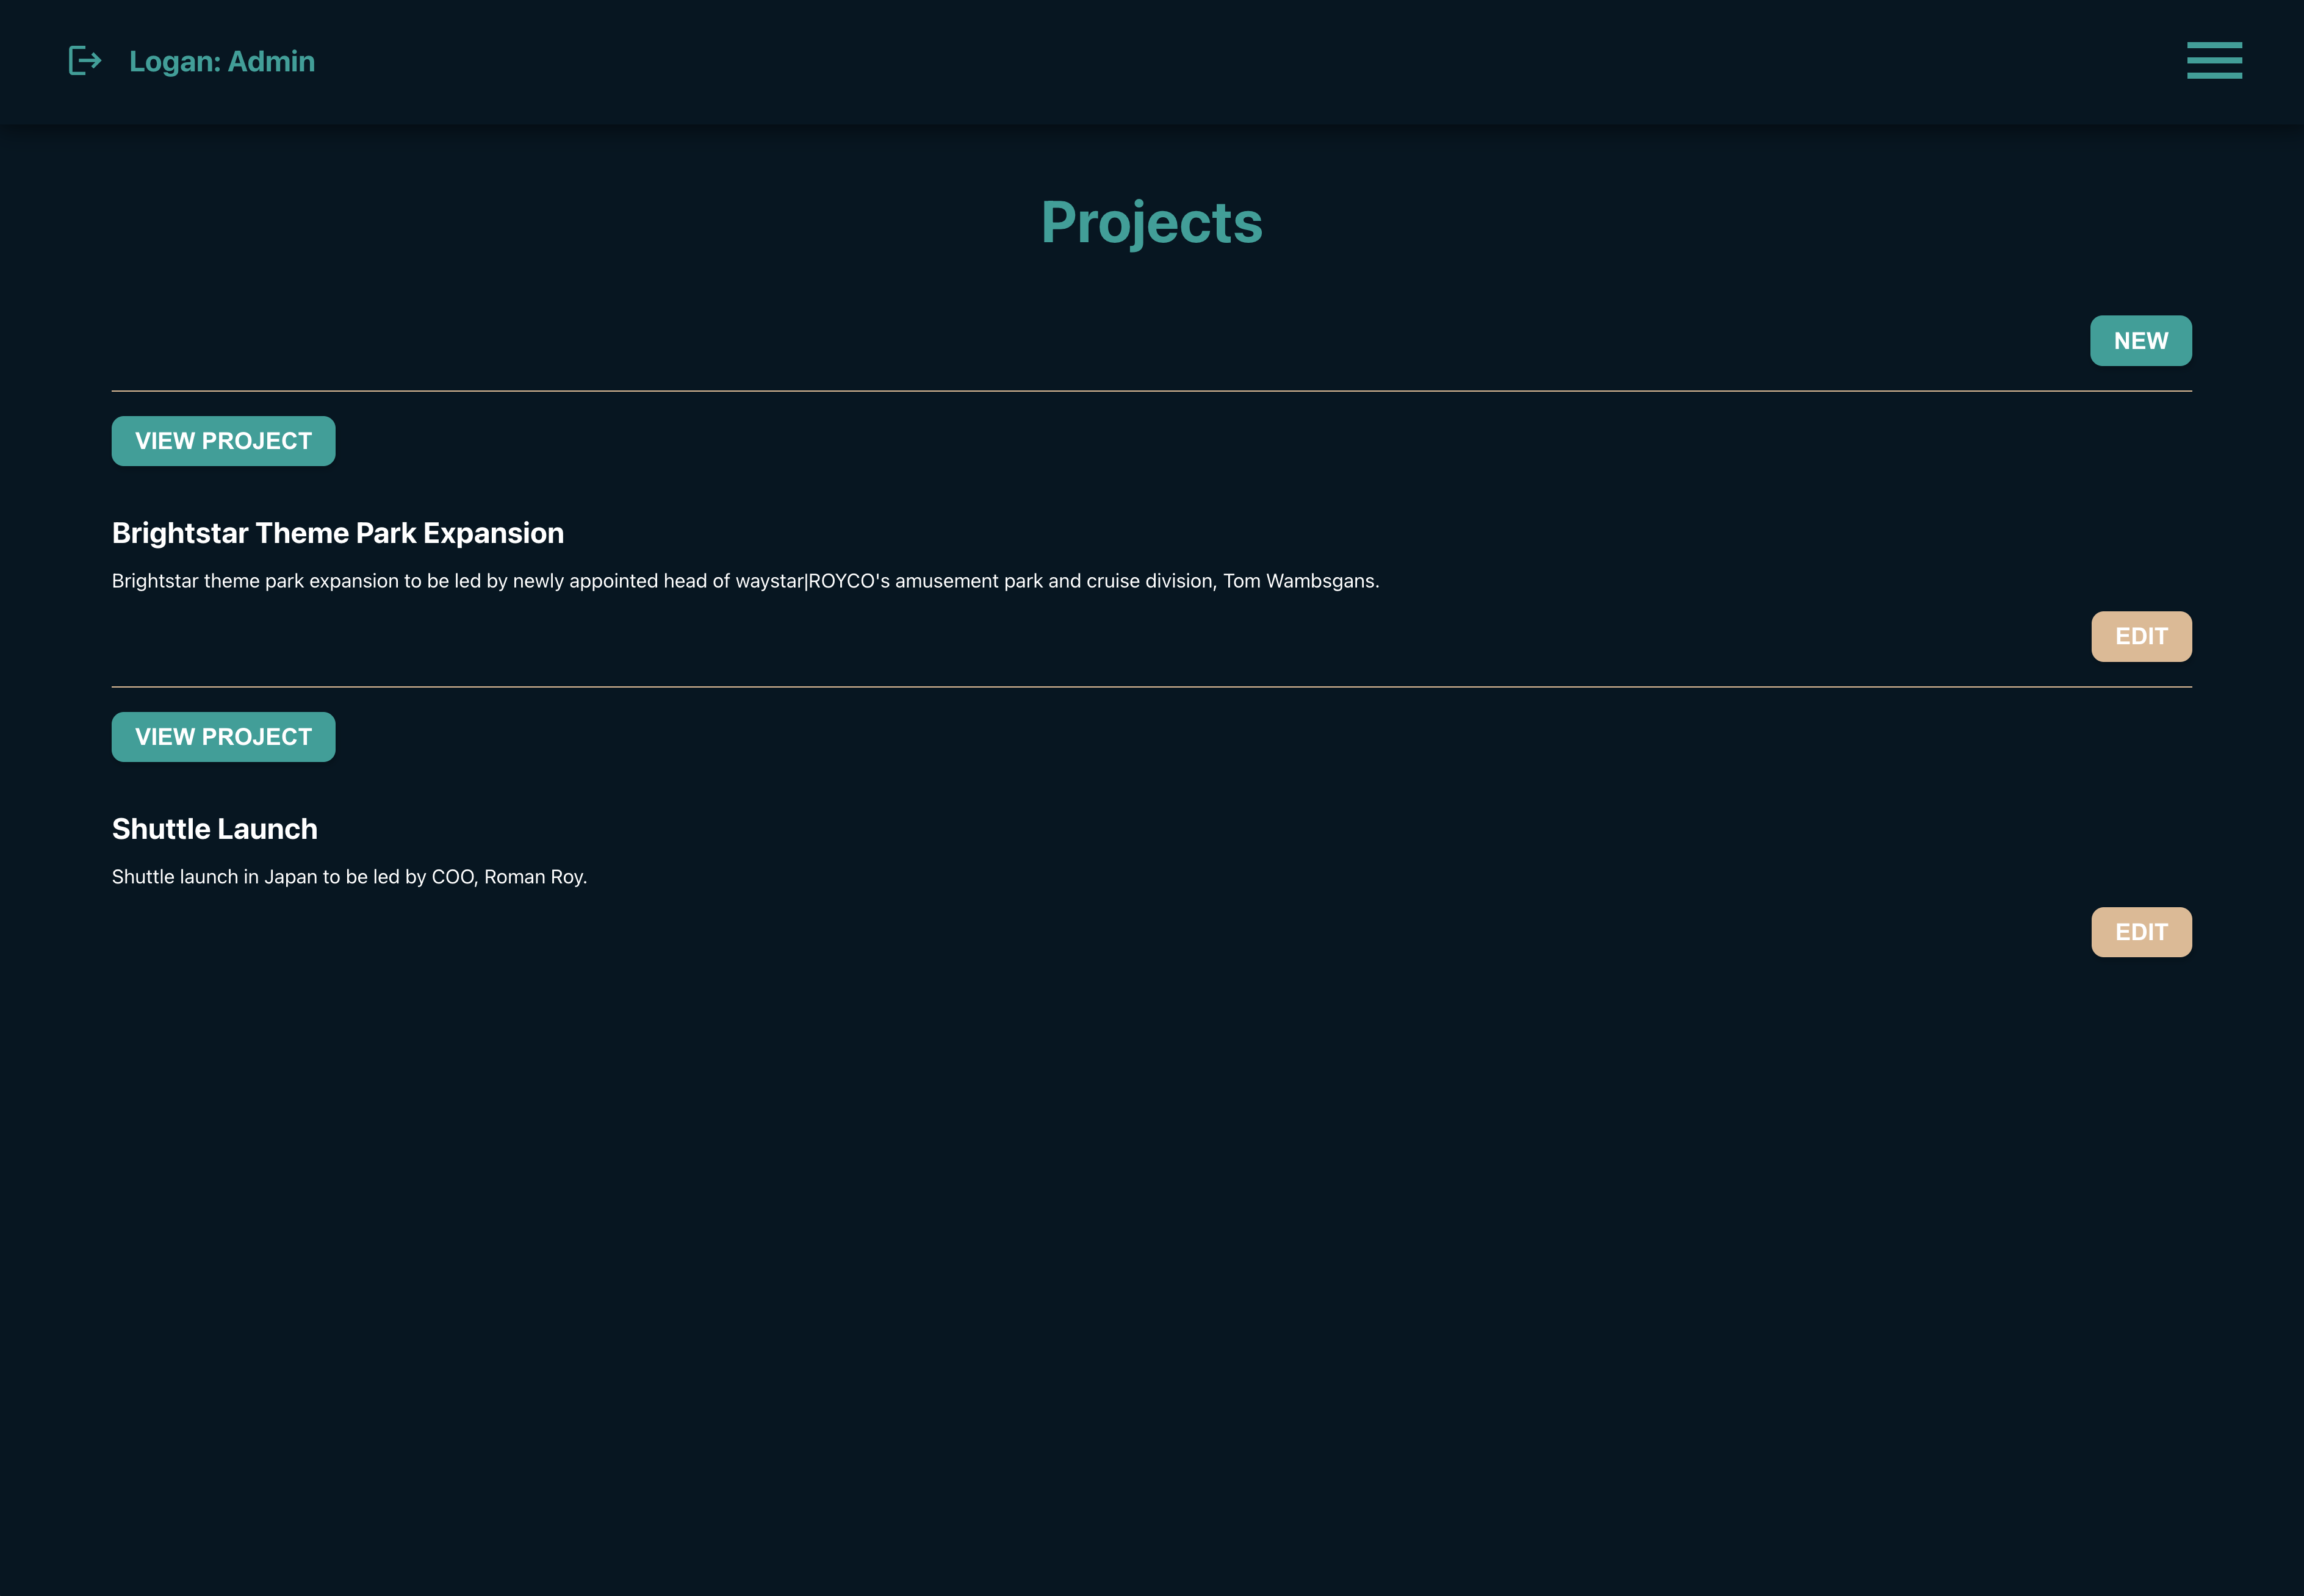 Logan: Admin
Projects
NEW
VIEW PROJECT
Brightstar Theme Park Expansion
Brightstar theme park expansion to be led by newly appointed head of waystar|ROYCO's amusement park and cruise division, Tom Wambsgans.
EDIT
VIEW PROJECT
Shuttle Launch
Shuttle launch in Japan to be led by COO, Roman Roy.
EDIT